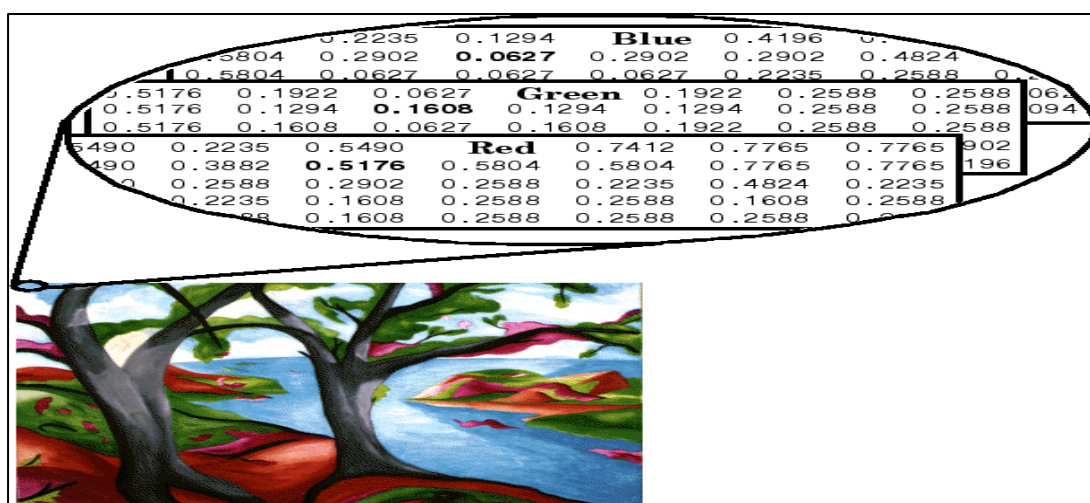 0.2235 0.1294 Blue 0.4196
.5804 0.2902 0.0627 0.2902 0.2902 0.4824
0.5804 0.0627 0.0627 0.0627 0.2235 0.2588
.5176 0.1922 0.0627 Green 0.1922 0.2588 0.2588
0.5176 0.1294 0.1608 0.1294 0.1294 0.2588 0.2588 094
0.5176 0.1608 0.0627 0.1608 0.1922 0.2588 0.2588
5490 0.2235 0.5490 Red 0.7412 0.7765 0.7765 902
490 0.3882 0.5176 0.5804 0.5804 0.7765 0.7765 196
0.2588 0.2902 0.2588 0.2235 0.4824 0.2235
0.2235 0.1608 0.2588 0.2588 0.1608 0.2588
0.1608 0.2588 0.2588 0.2588